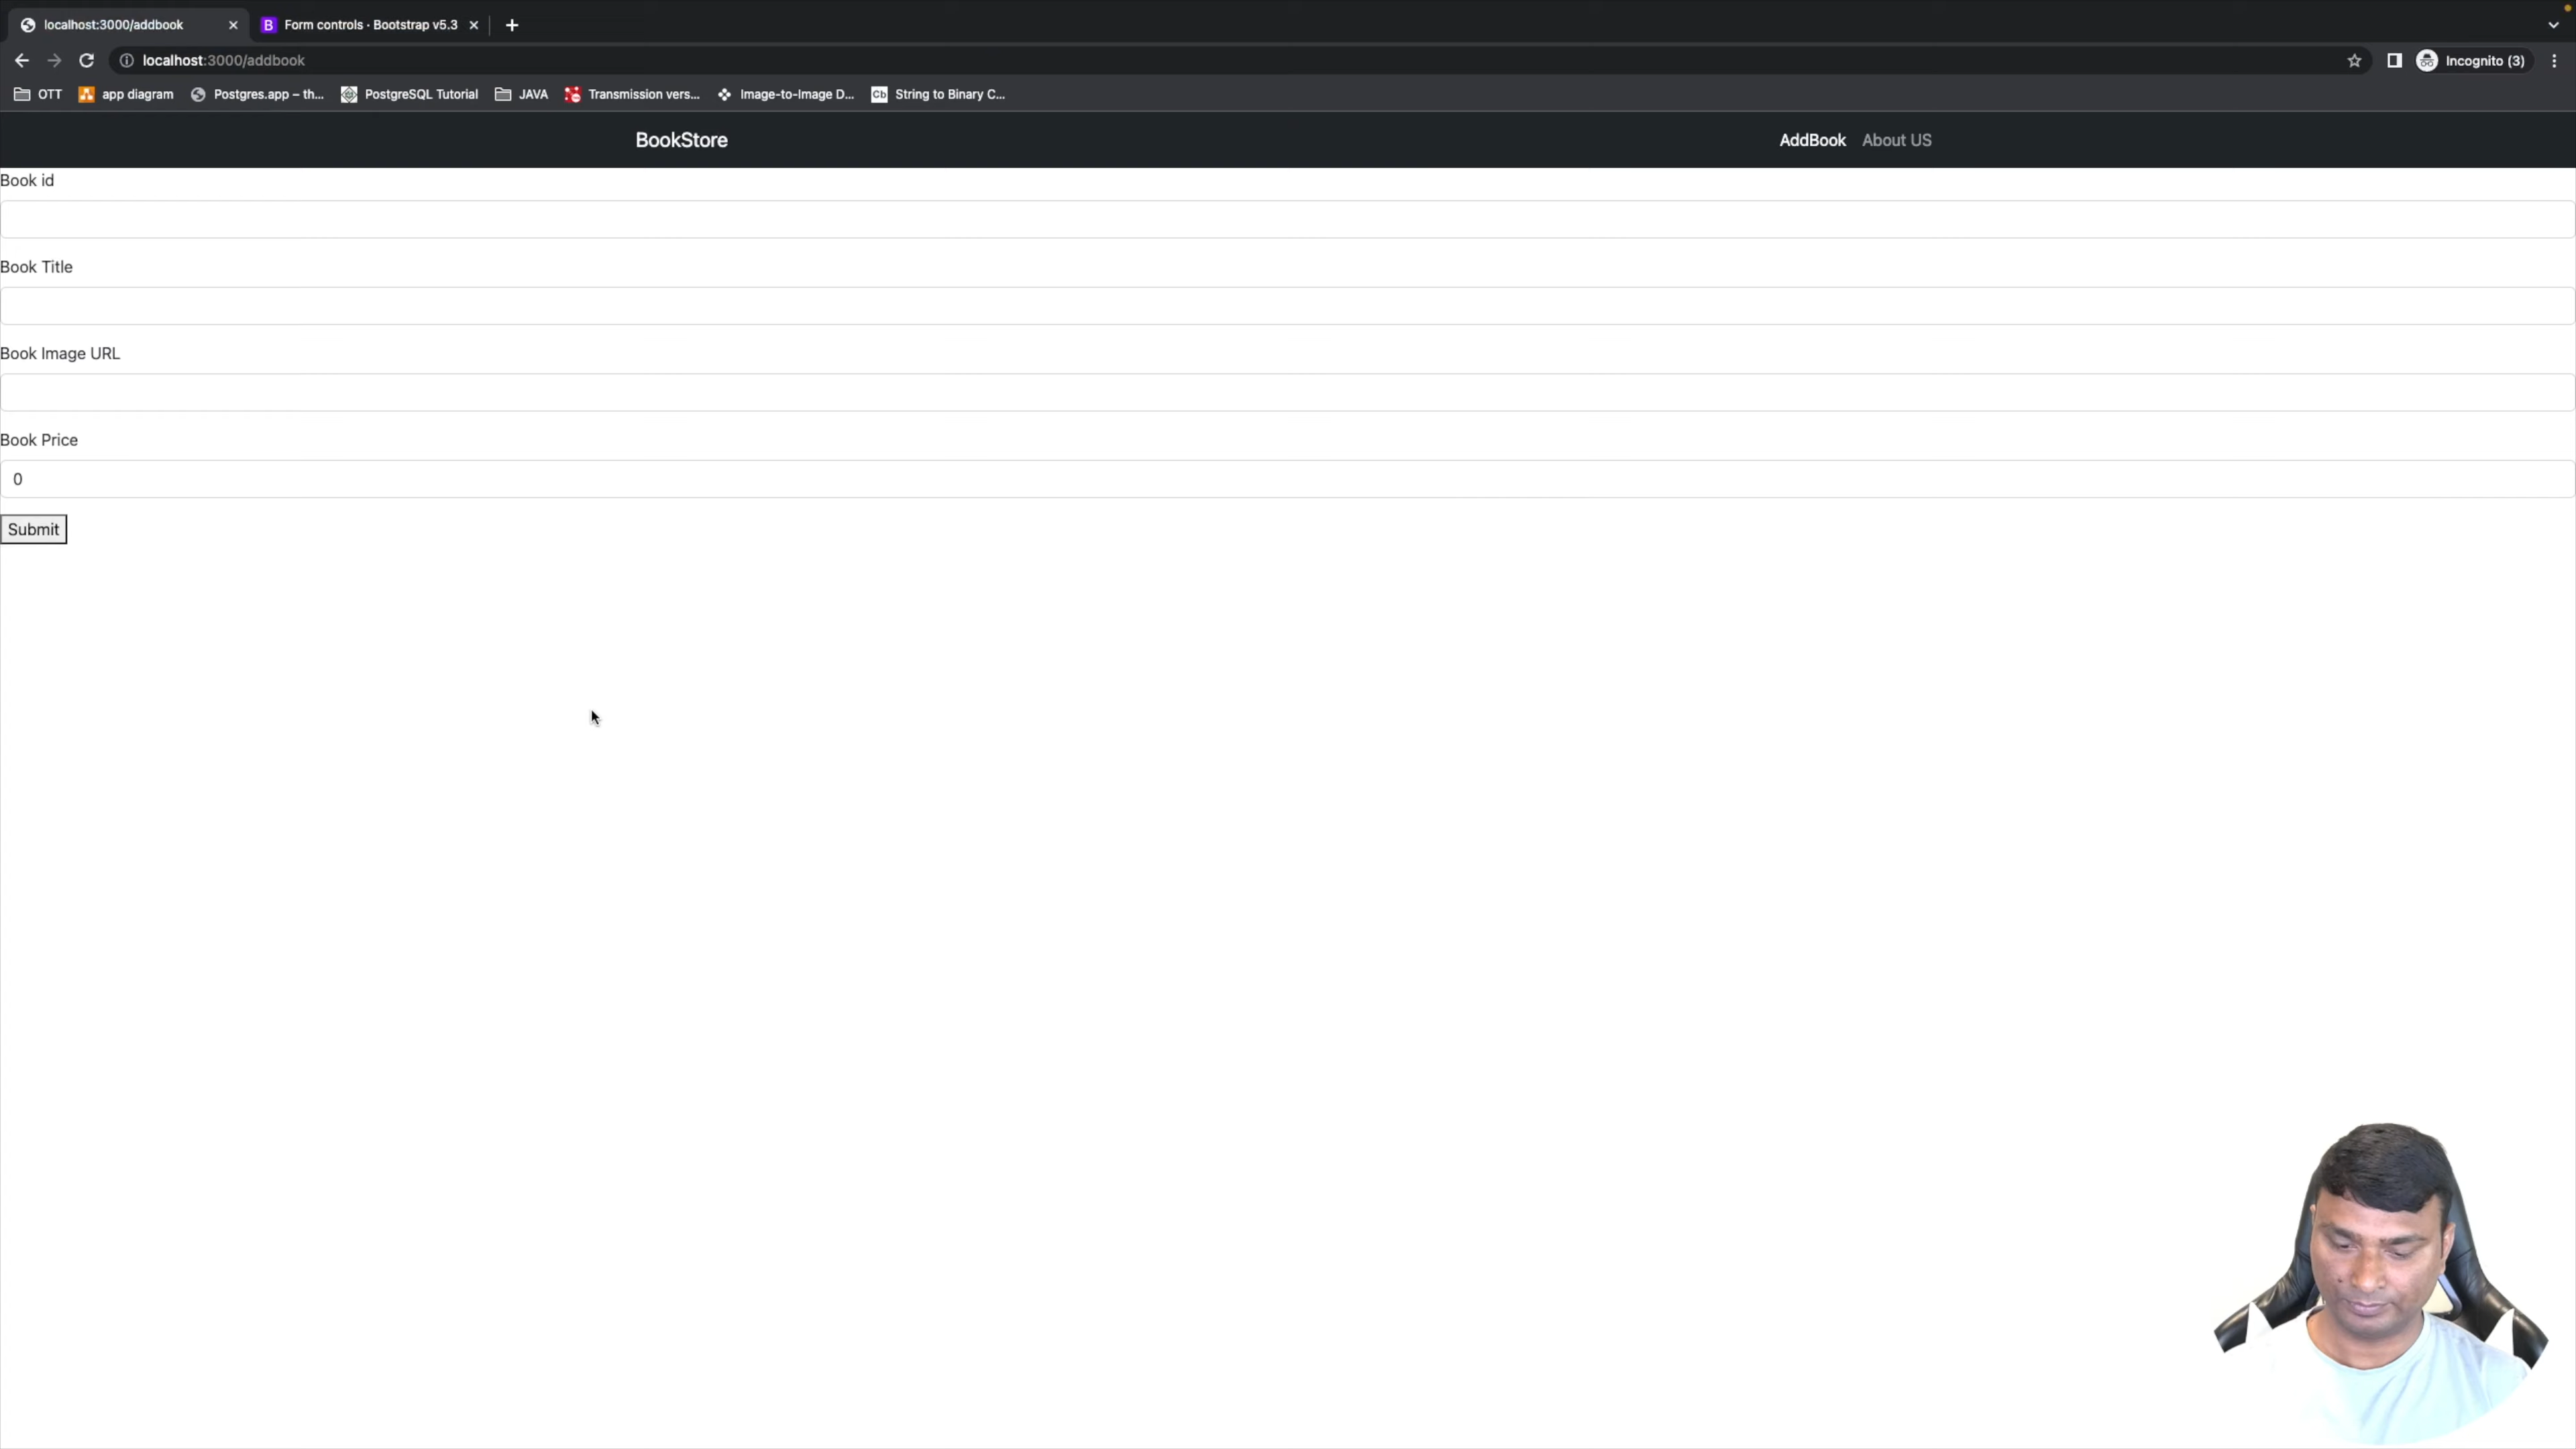 localhost:3000/addbook
Form controls · Bootstrap v5.3
localhost:3000/addbook
Incognito (3)
OTT
app diagram
Postgres.app – th...
PostgreSQL Tutorial
JAVA
Transmission vers...
Image-to-Image D...
Cb
String to Binary C...
BookStore
AddBook
About US
Book id
Book Title
Book Image URL
Book Price
0
Submit